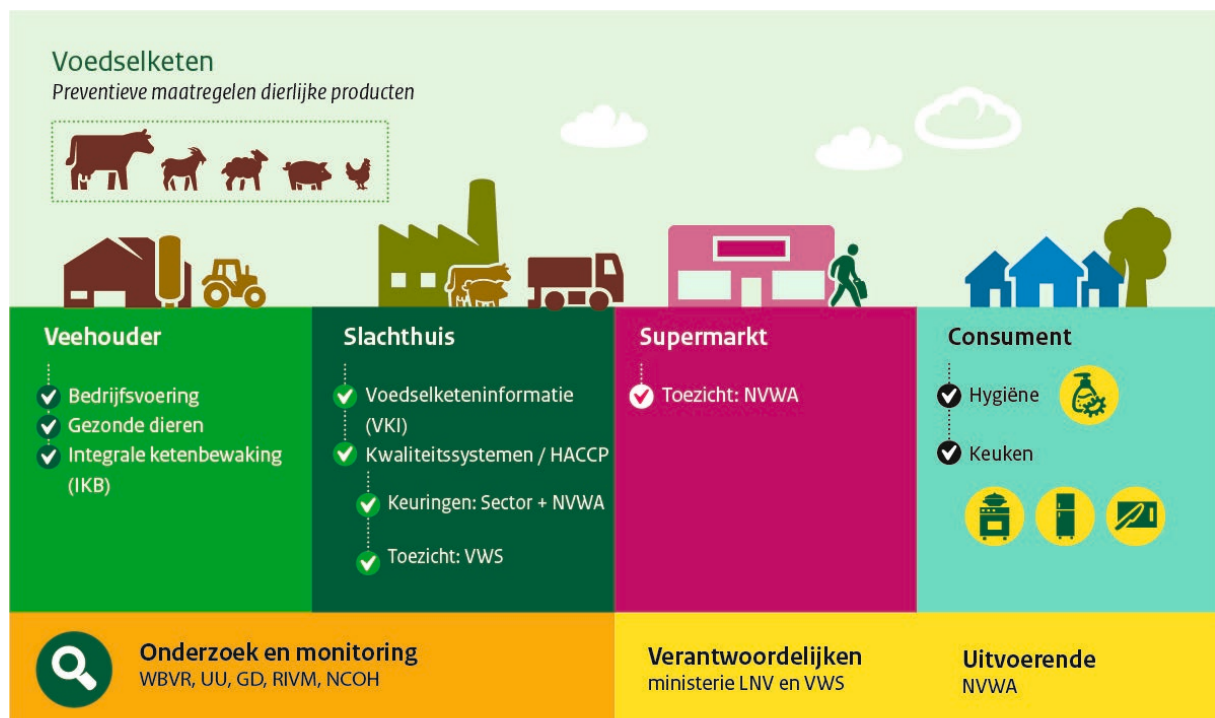 Voedselketen
Preventieve maatregelen dierlijke producten
Veehouder
Bedrijfsvoering
Gezonde dieren
Integrale ketenbewaking
(IKB)
Slachthuis
Voedselketeninformatie
(VKI)
Kwaliteitssystemen / HACCP
Keuringen: Sector + NVWA
Toezicht: VWS
Supermarkt
Toezicht: NVWA
Consument
Hygiëne
Keuken
Onderzoek en monitoring
WBVR, UU, GD, RIVM, NCOH
Verantwoordelijken
ministerie LNV en VWS
Uitvoerende
NVWA